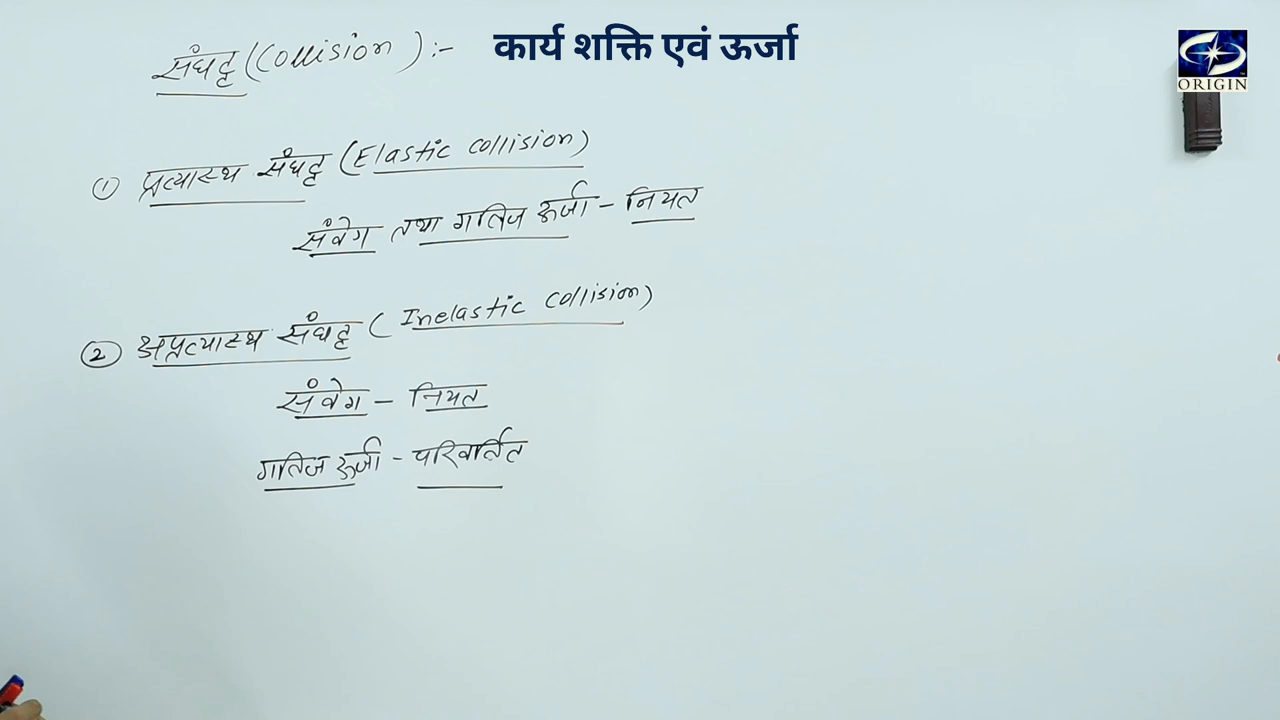 कार्य शक्ति एवं ऊर्जा
ORIGIN
संघट्ट (Collision) :-
① प्रत्यास्थ संघट्ट (Elastic collision)
संवेग तथा गतिज ऊर्जा - नियत
② अप्रत्यास्थ संघट्ट (Inelastic collision)
संवेग - नियत
गतिज ऊर्जा - परिवर्तित